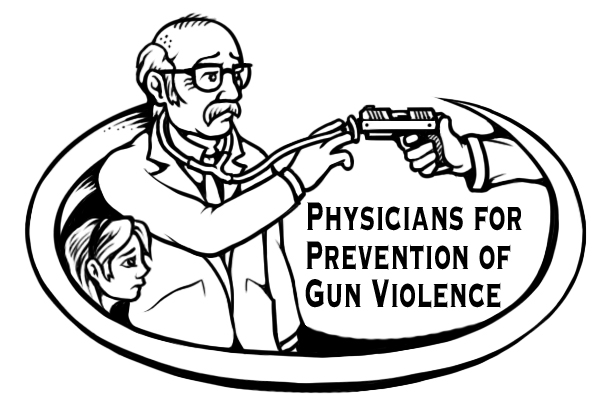 Physicians for
Prevention of
Gun Violence